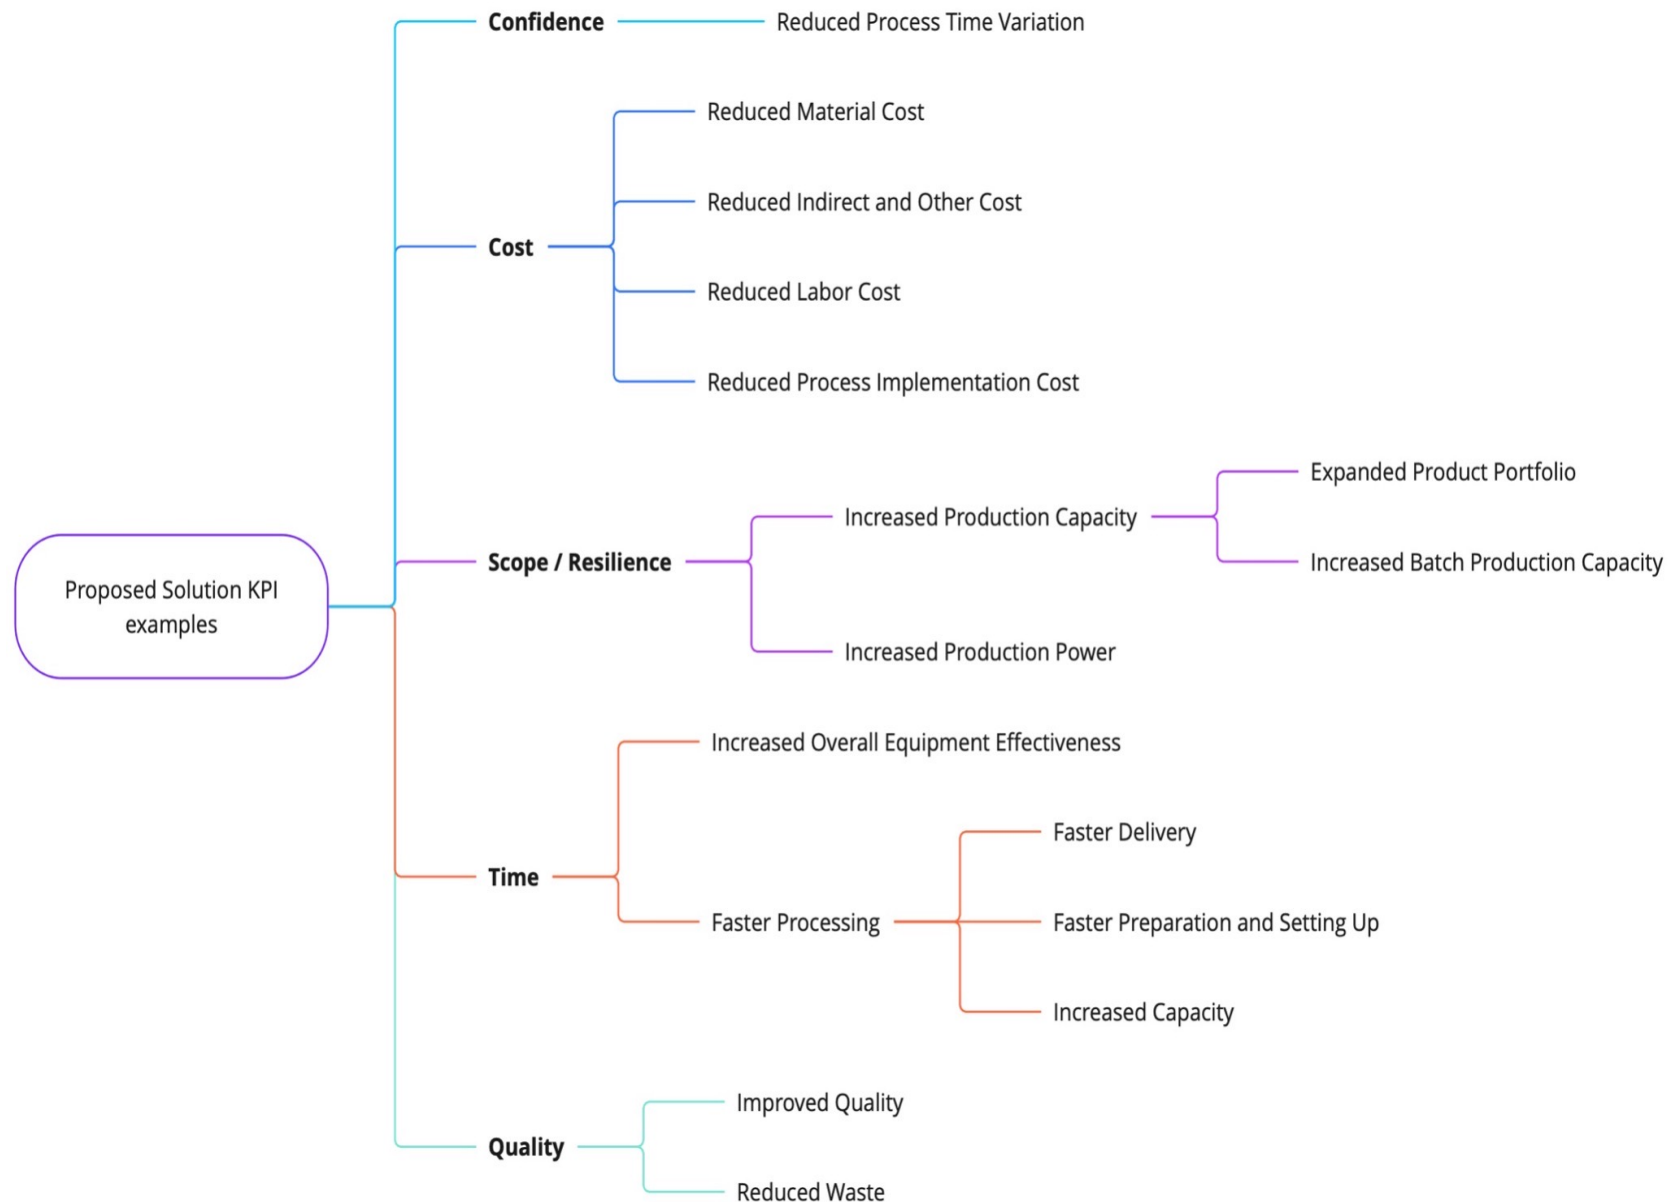 Confidence
Reduced Process Time Variation
Reduced Material Cost
Reduced Indirect and Other Cost
Cost
Reduced Labor Cost
Reduced Process Implementation Cost
Expanded Product Portfolio
Increased Production Capacity
Scope / Resilience
Increased Batch Production Capacity
Proposed Solution KPI
examples
Increased Production Power
Increased Overall Equipment Effectiveness
Faster Delivery
Time
Faster Processing
Faster Preparation and Setting Up
Increased Capacity
Improved Quality
Quality
Reduced Waste